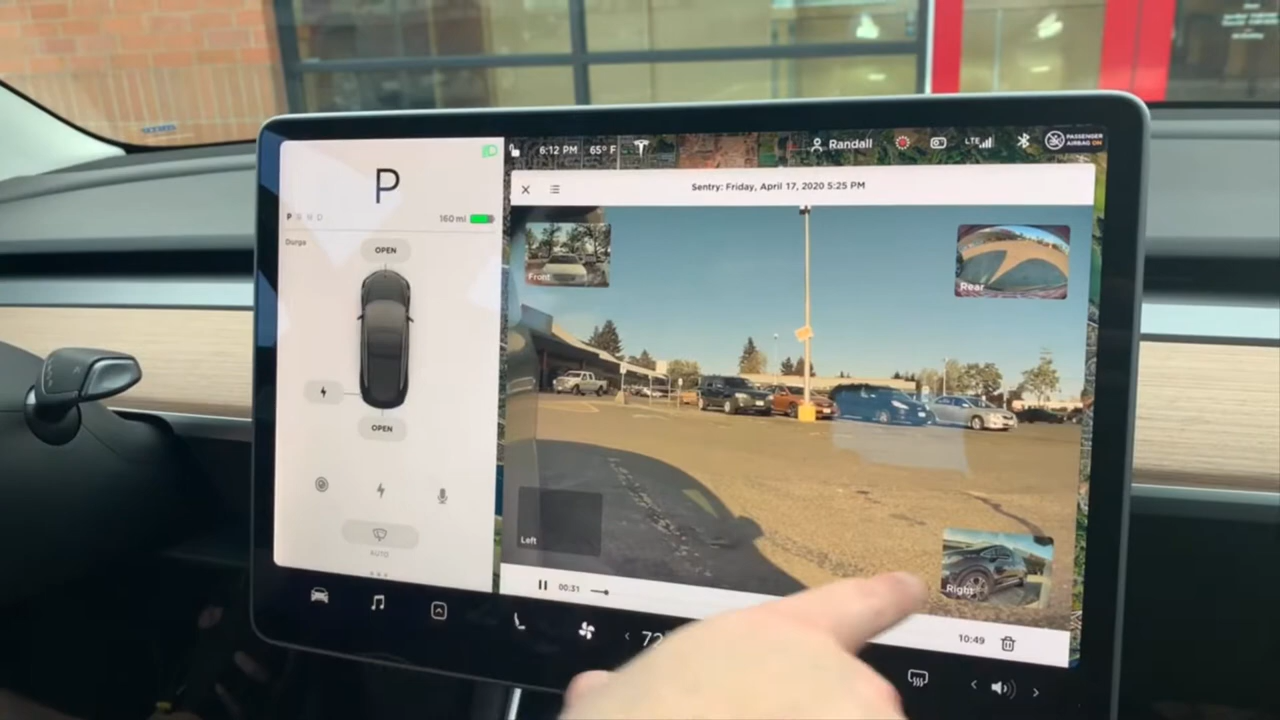 6:12 PM 65° F
Randall
LTE
PASSENGER
AIRBAG ON
P
Sentry: Friday, April 17, 2020 5:25 PM
P R N D
160 mi
Durga
OPEN
Front
Rear
OPEN
Left
Right
AUTO
00:31
10:49
72